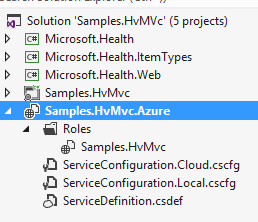 Solution 'Samples.HvMVc' (5 projects)
Microsoft.Health
Microsoft.Health.ItemTypes
Microsoft.Health.Web
Samples.HvMvc
Samples.HvMvc.Azure
Roles
Samples.HvMvc
ServiceConfiguration.Cloud.cscfg
ServiceConfiguration.Local.cscfg
ServiceDefinition.csdef